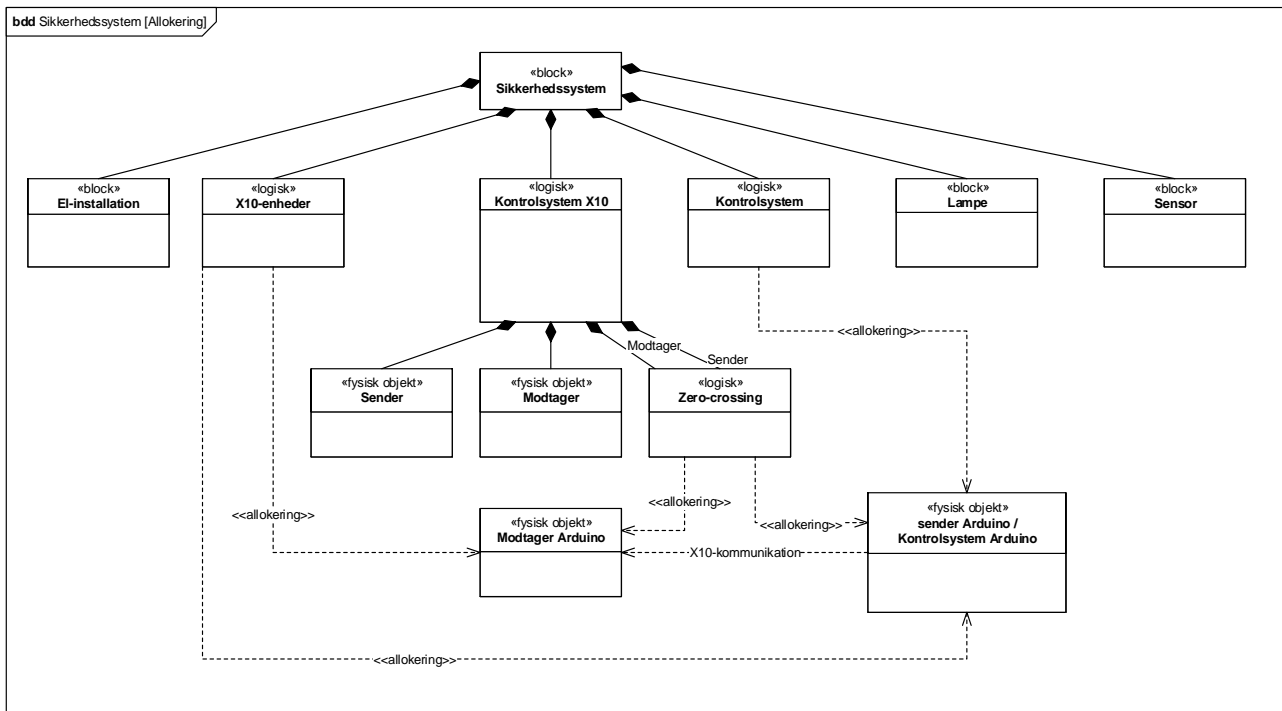 bdd Sikkerhedssystem [Allokering]
«block»
Sikkerhedssystem
«block»
El-installation
«logisk»
X10-enheder
«logisk»
Kontrolsystem X10
«logisk»
Kontrolsystem
«block»
Lampe
«block»
Sensor
<<allokering>>
Modtager
Sender
«fysisk objekt»
Sender
«fysisk objekt»
Modtager
«logisk»
Zero-crossing
<<allokering>>
<<allokering>>
<<allokering>>
«fysisk objekt»
Modtager Arduino
«fysisk objekt»
sender Arduino /
Kontrolsystem Arduino
X10-kommunikation
<<allokering>>